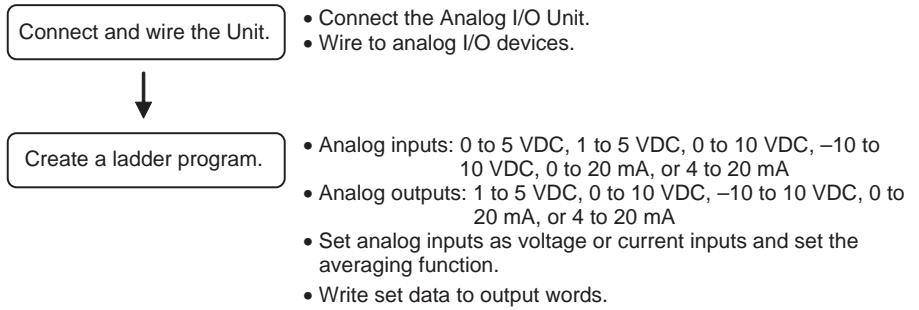 Connect and wire the Unit.
• Connect the Analog I/O Unit.
• Wire to analog I/O devices.
Create a ladder program.
• Analog inputs: 0 to 5 VDC, 1 to 5 VDC, 0 to 10 VDC, –10 to
10 VDC, 0 to 20 mA, or 4 to 20 mA
• Analog outputs: 1 to 5 VDC, 0 to 10 VDC, –10 to 10 VDC, 0 to
20 mA, or 4 to 20 mA
• Set analog inputs as voltage or current inputs and set the
averaging function.
• Write set data to output words.